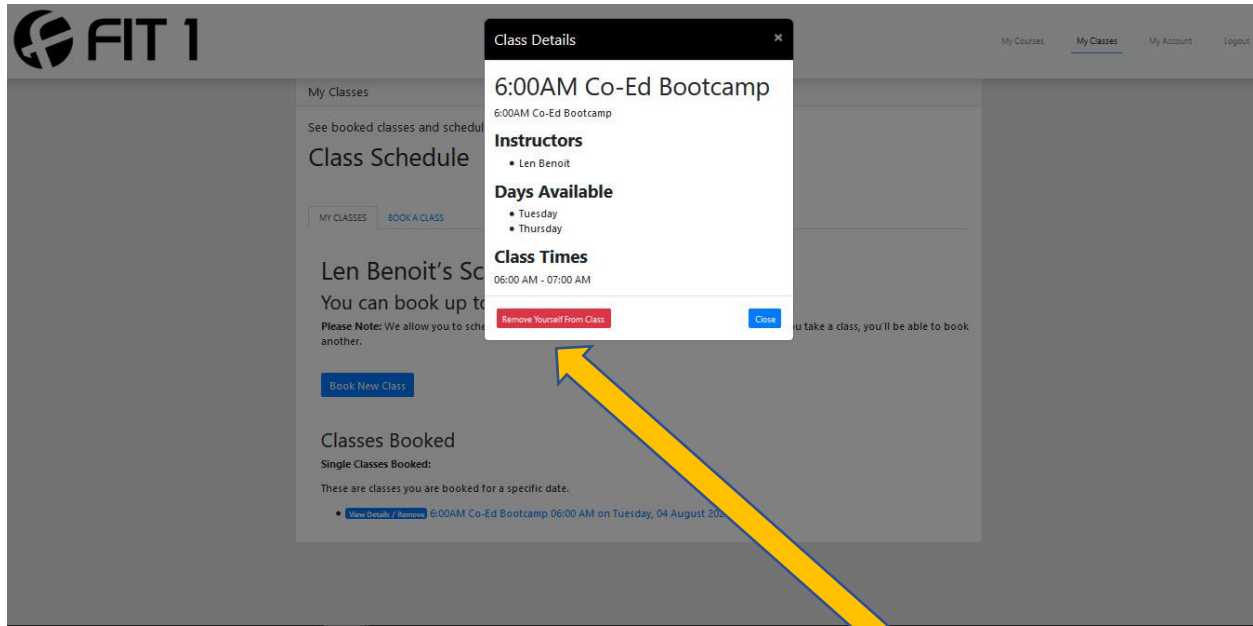 FIT 1
My Courses
My Classes
My Account
Logout
Class Details
×
6:00AM Co-Ed Bootcamp
6:00AM Co-Ed Bootcamp
Instructors
• Len Benoit
Days Available
• Tuesday
• Thursday
Class Times
06:00 AM - 07:00 AM
Remove Yourself From Class
Close
My Classes
See booked classes and
Class Schedule
MY CLASSES
BOOK A CLASS
Len Benoit's
You can book up
Please Note: We allow you to
u take a class, you'll be able to book
another.
Book New Class
Classes Booked
Single Classes Booked:
These are classes you are booked for a specific date.
• View Details / Remove 6:00AM Co-Ed Bootcamp 06:00 AM on Tuesday, 04 August